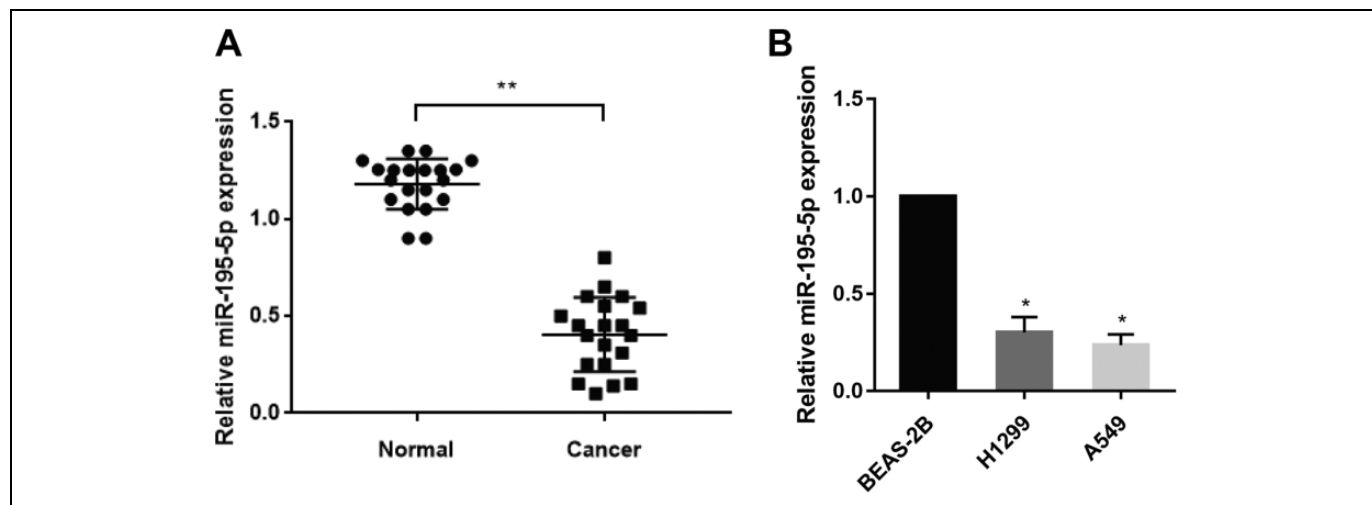 A
Relative miR-195-5p expression
1.5
1.0
0.5
0.0
**
Normal
Cancer
B
Relative miR-195-5p expression
1.5
1.0
0.5
0.0
*
*
BEAS-2B
H1299
A549